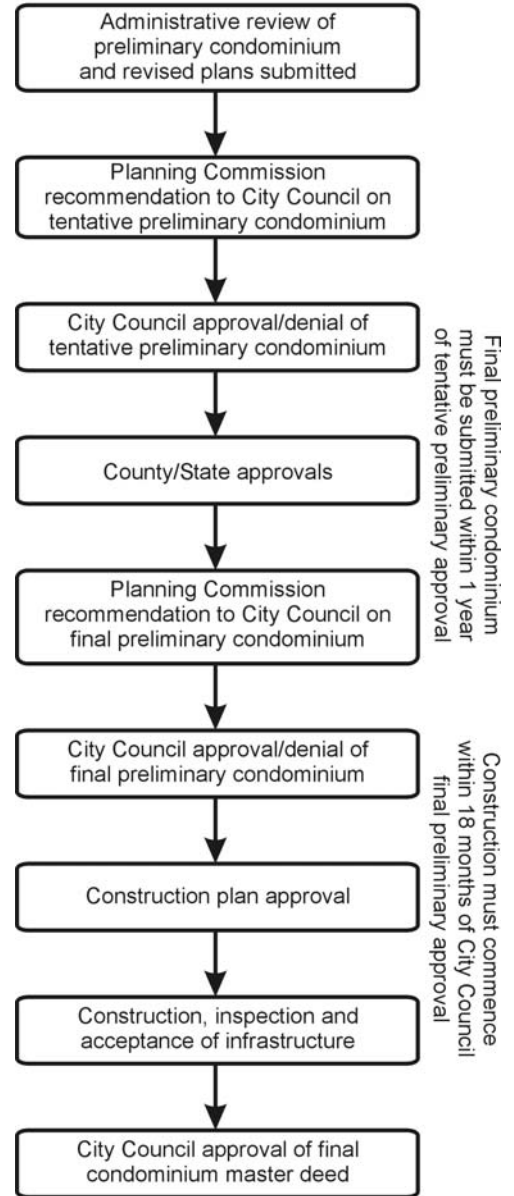 Administrative review of
preliminary condominium
and revised plans submitted
Planning Commission
recommendation to City Council on
tentative preliminary condominium
City Council approval/denial of
tentative preliminary condominium
County/State approvals
Planning Commission
recommendation to City Council on
final preliminary condominium
City Council approval/denial of
final preliminary condominium
Construction plan approval
Construction, inspection and
acceptance of infrastructure
City Council approval of final
condominium master deed
Final preliminary condominium
must be submitted within 1 year
of tentative preliminary approval
Construction must commence
within 18 months of City Council
final preliminary approval